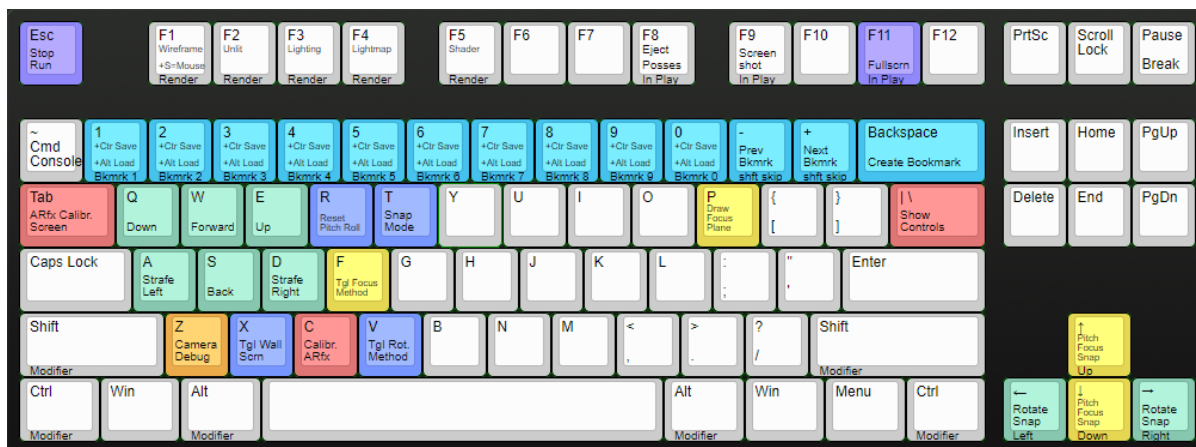 Esc
Stop
Run
F1
Wireframe
+S=Mouse
Render
F2
Unlit
Render
F3
Lighting
Render
F4
Lightmap
Render
F5
Shader
Render
F6
F7
F8
Eject
Posses
In Play
F9
Screen
shot
In Play
F10
F11
Fullscrn
In Play
F12
PrtSc
Scroll
Lock
Pause
Break
~
Cmd
Console
1
+Ctr Save
+Alt Load
Bkmrk 1
2
+Ctr Save
+Alt Load
Bkmrk 2
3
+Ctr Save
+Alt Load
Bkmrk 3
4
+Ctr Save
+Alt Load
Bkmrk 4
5
+Ctr Save
+Alt Load
Bkmrk 5
6
+Ctr Save
+Alt Load
Bkmrk 6
7
+Ctr Save
+Alt Load
Bkmrk 7
8
+Ctr Save
+Alt Load
Bkmrk 8
9
+Ctr Save
+Alt Load
Bkmrk 9
0
+Ctr Save
+Alt Load
Bkmrk 0
-
Prev
Bkmrk
shft skip
+
Next
Bkmrk
shft skip
Backspace
Create Bookmark
Insert
Home
PgUp
Tab
ARfx Calibr.
Screen
Q
Down
W
Forward
E
Up
R
Reset
Pitch Roll
T
Snap
Mode
Y
U
I
O
P
Draw
Focus
Plane
{
[
}
]
| \
Show
Controls
Delete
End
PgDn
Caps Lock
A
Strafe
Left
S
Back
D
Strafe
Right
F
Tgl Focus
Method
G
H
J
K
L
:
;
"
'
Enter
Shift
Modifier
Z
Camera
Debug
X
Tgl Wall
Scrn
C
Calibr.
ARfx
V
Tgl Rot.
Method
B
N
M
<
,
>
.
?
/
Shift
Modifier
↑
Pitch
Focus
Snap
Up
Ctrl
Modifier
Win
Alt
Modifier
Alt
Modifier
Win
Menu
Ctrl
Modifier
←
Rotate
Snap
Left
↓
Pitch
Focus
Snap
Down
→
Rotate
Snap
Right